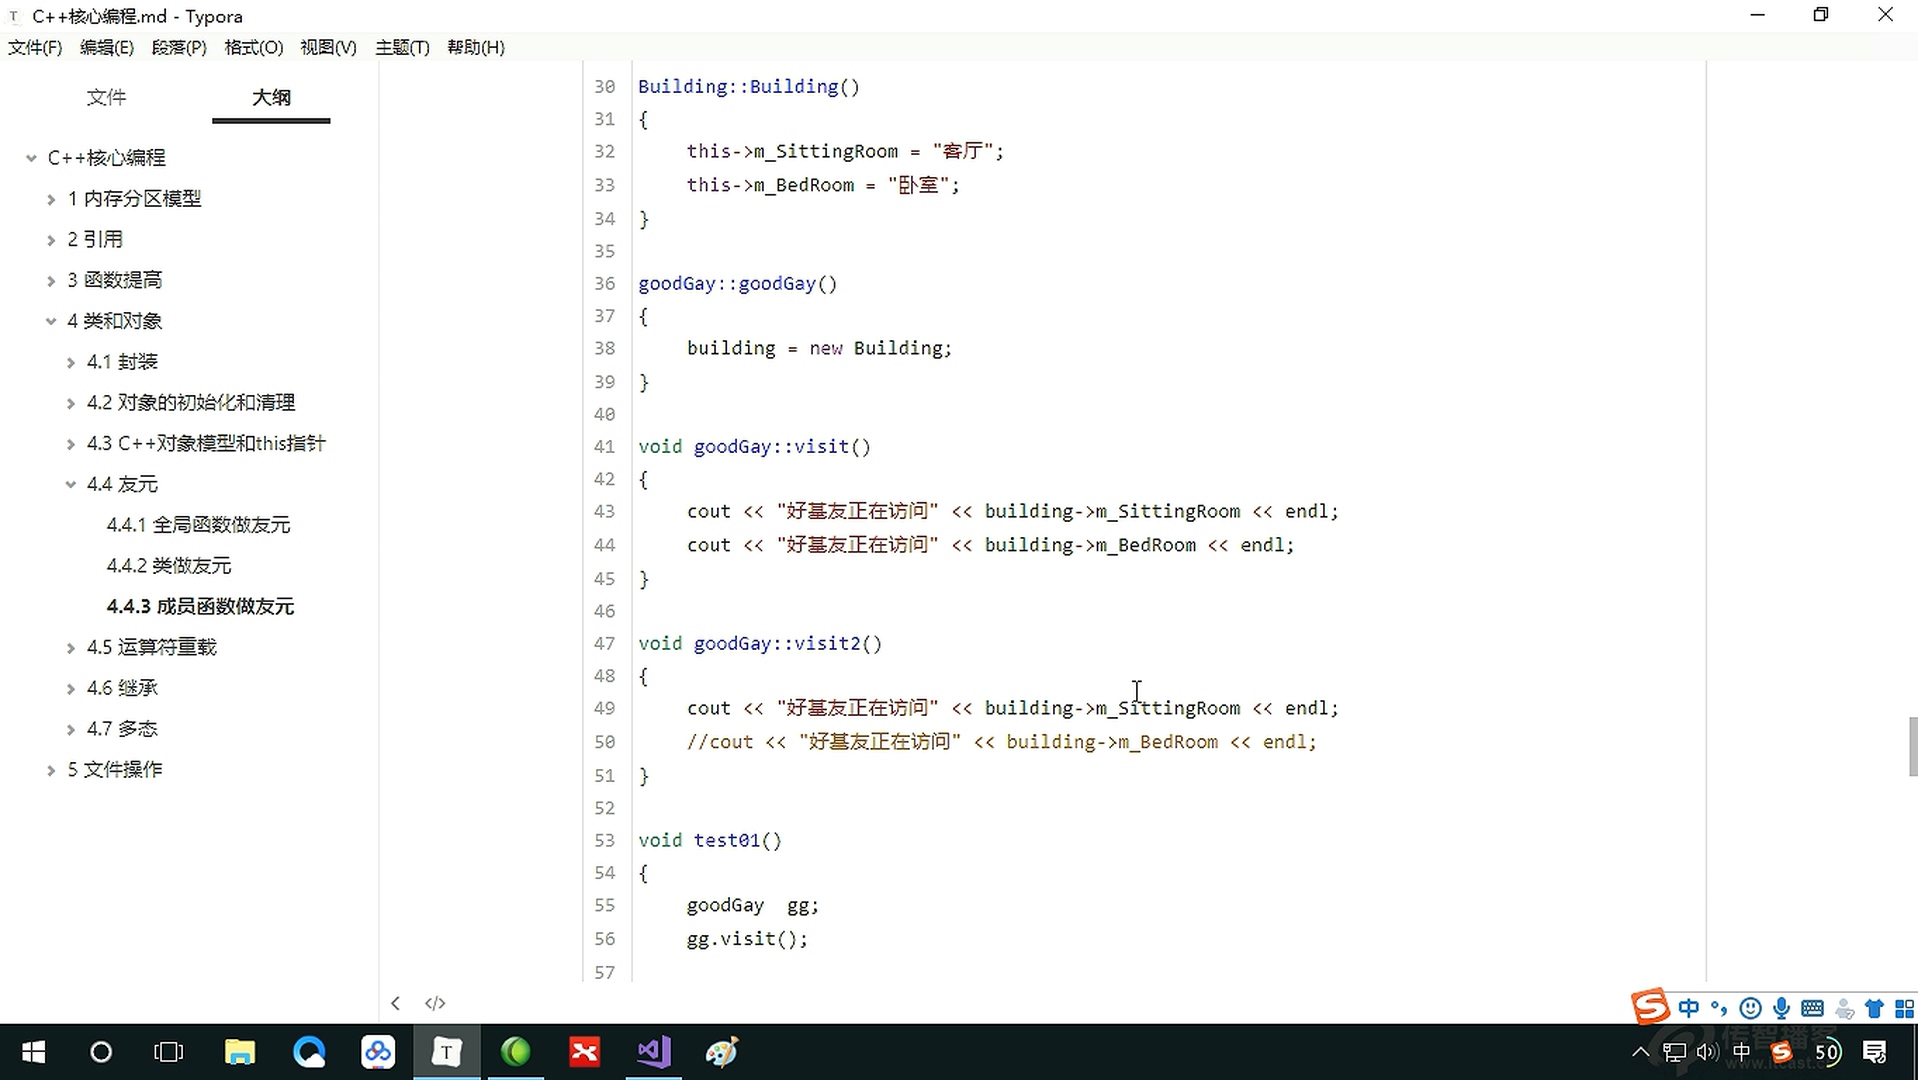 C++核心编程.md - Typora
文件(F) 编辑(E) 段落(P) 格式(O) 视图(V) 主题(T) 帮助(H)
文件 大纲
C++核心编程
1 内存分区模型
2 引用
3 函数提高
4 类和对象
4.1 封装
4.2 对象的初始化和清理
4.3 C++对象模型和this指针
4.4 友元
4.4.1 全局函数做友元
4.4.2 类做友元
4.4.3 成员函数做友元
4.5 运算符重载
4.6 继承
4.7 多态
5 文件操作
30 Building::Building()
31 {
32     this->m_SittingRoom = "客厅";
33     this->m_BedRoom = "卧室";
34 }
35
36 goodGay::goodGay()
37 {
38     building = new Building;
39 }
40
41 void goodGay::visit()
42 {
43     cout << "好基友正在访问" << building->m_SittingRoom << endl;
44     cout << "好基友正在访问" << building->m_BedRoom << endl;
45 }
46
47 void goodGay::visit2()
48 {
49     cout << "好基友正在访问" << building->m_SittingRoom << endl;
50     //cout << "好基友正在访问" << building->m_BedRoom << endl;
51 }
52
53 void test01()
54 {
55     goodGay  gg;
56     gg.visit();
57
</>
中
传智播客
中 50